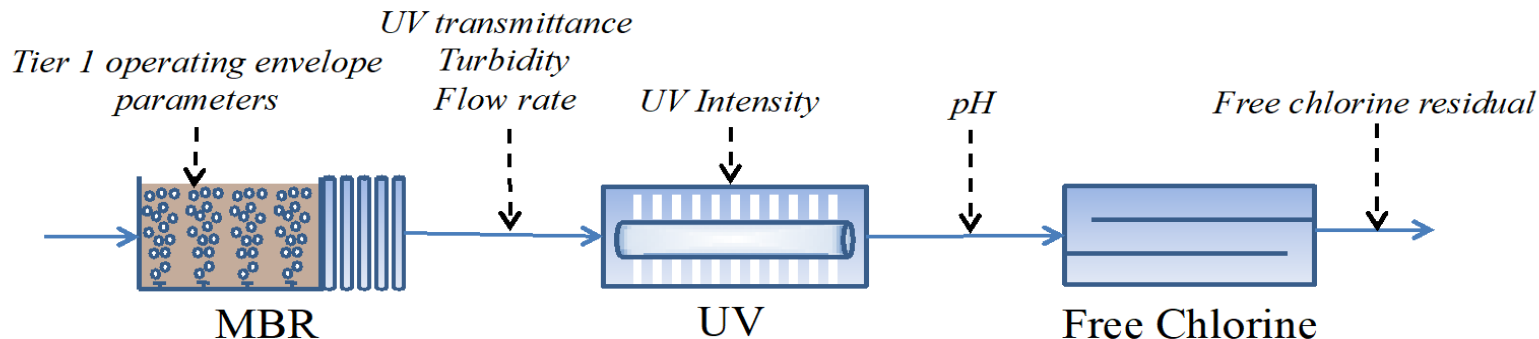 Tier 1 operating envelope
parameters
UV transmittance
Turbidity
Flow rate
UV Intensity
pH
Free chlorine residual
MBR
UV
Free Chlorine